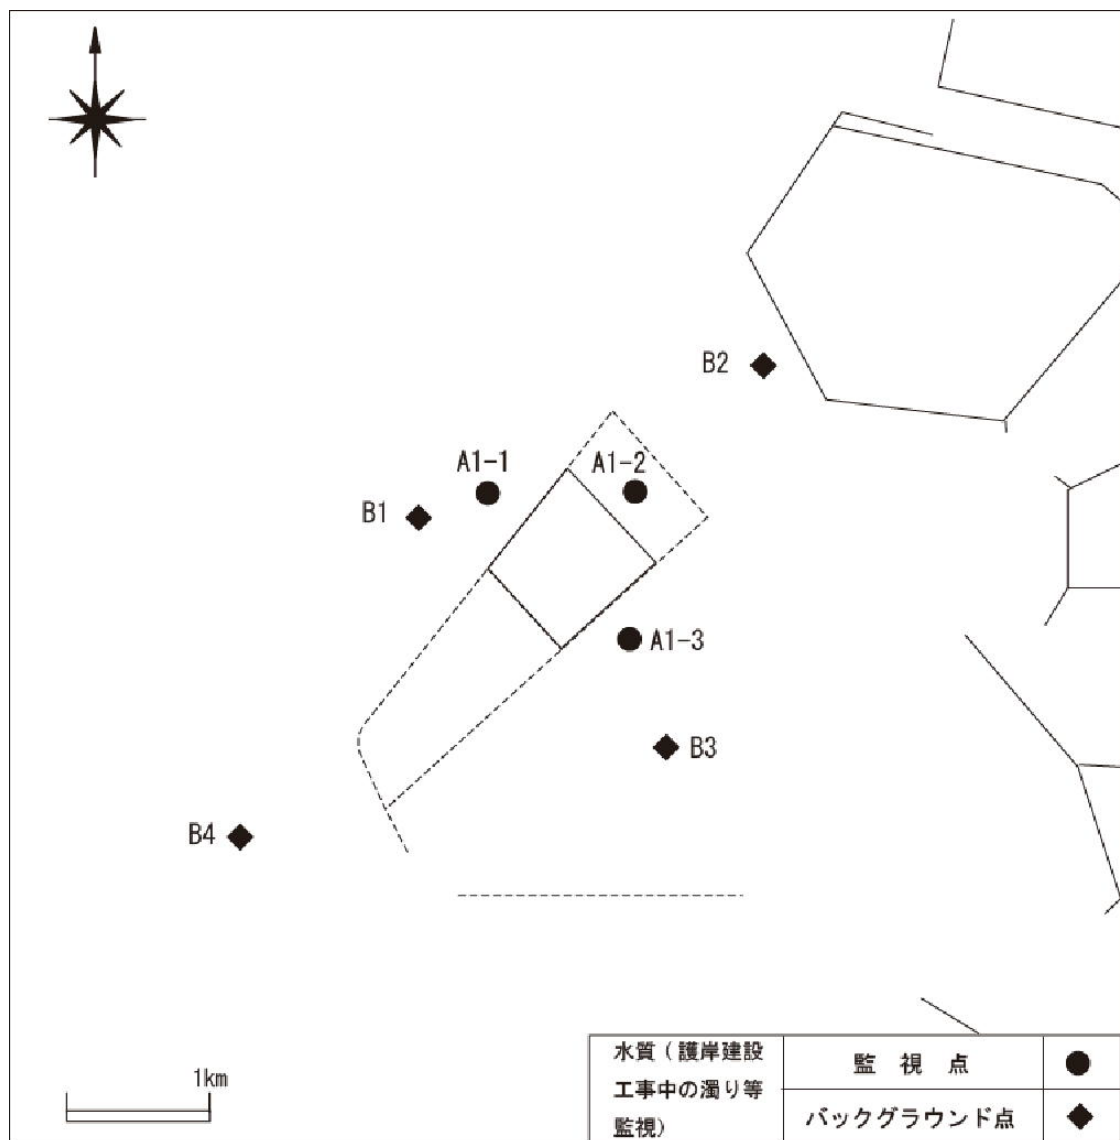 B2
A1-1
A1-2
B1
A1-3
B3
B4
1km
水質(護岸建設
工事中の濁り等
監視)
監視点
●
バックグラウンド点
◆